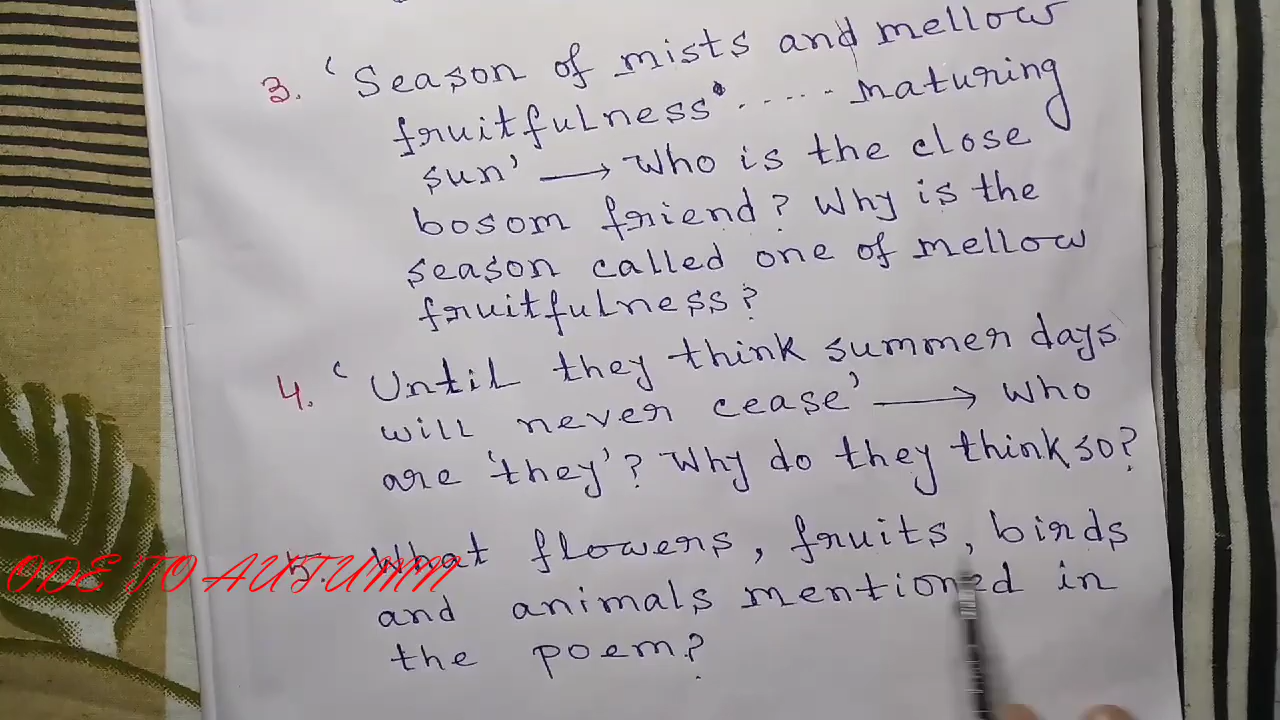 3. 'Season of mists and mellow
fruitfulness ..... maturing
sun' → Who is the close
bosom friend? Why is the
season called one of mellow
fruitfulness?
4. 'Until they think summer days
will never cease' → who
are 'they'? Why do they think so?
5. What flowers, fruits, birds
and animals mentioned in
the poem?
ODE TO AUTUMN